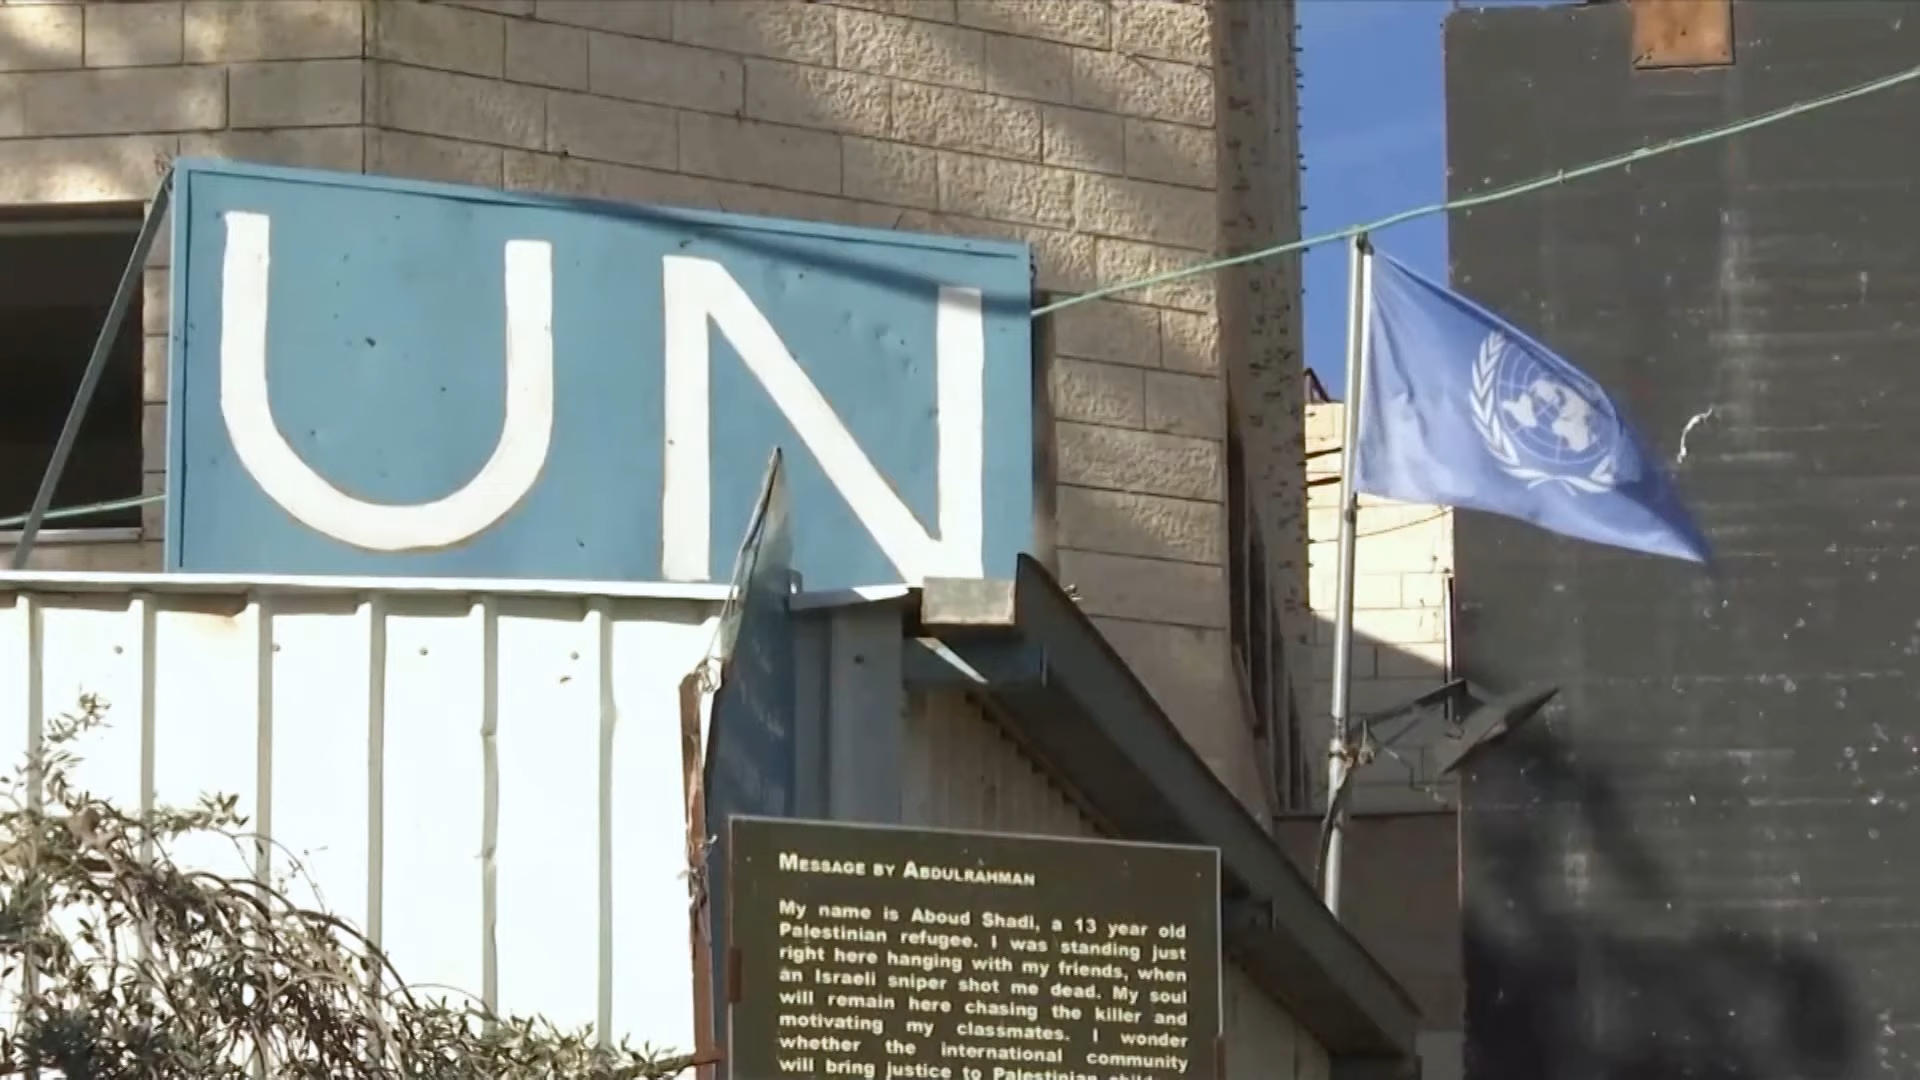 UN
MESSAGE BY ABDULRAHMAN
My name is Aboud Shadi, a 13 year old
Palestinian refugee. I was standing just
right here hanging with my friends, when
an Israeli sniper shot me dead. My soul
will remain here chasing the killer and
motivating my classmates. I wonder
whether the international community
will bring justice to Palestinian